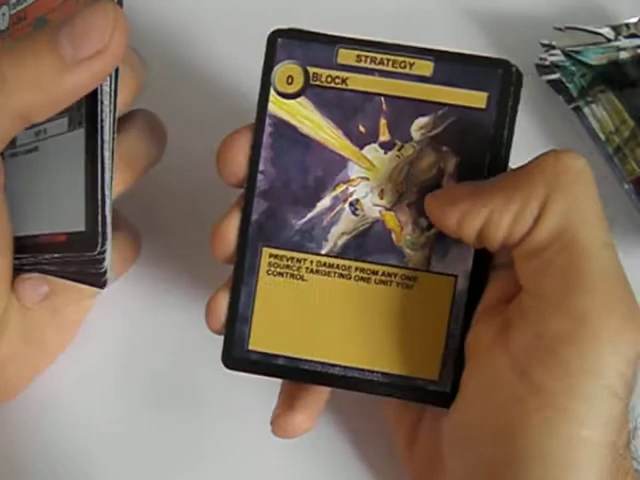 STRATEGY
0 BLOCK
PREVENT 1 DAMAGE FROM ANY ONE
SOURCE TARGETING ONE UNIT YOU
CONTROL.